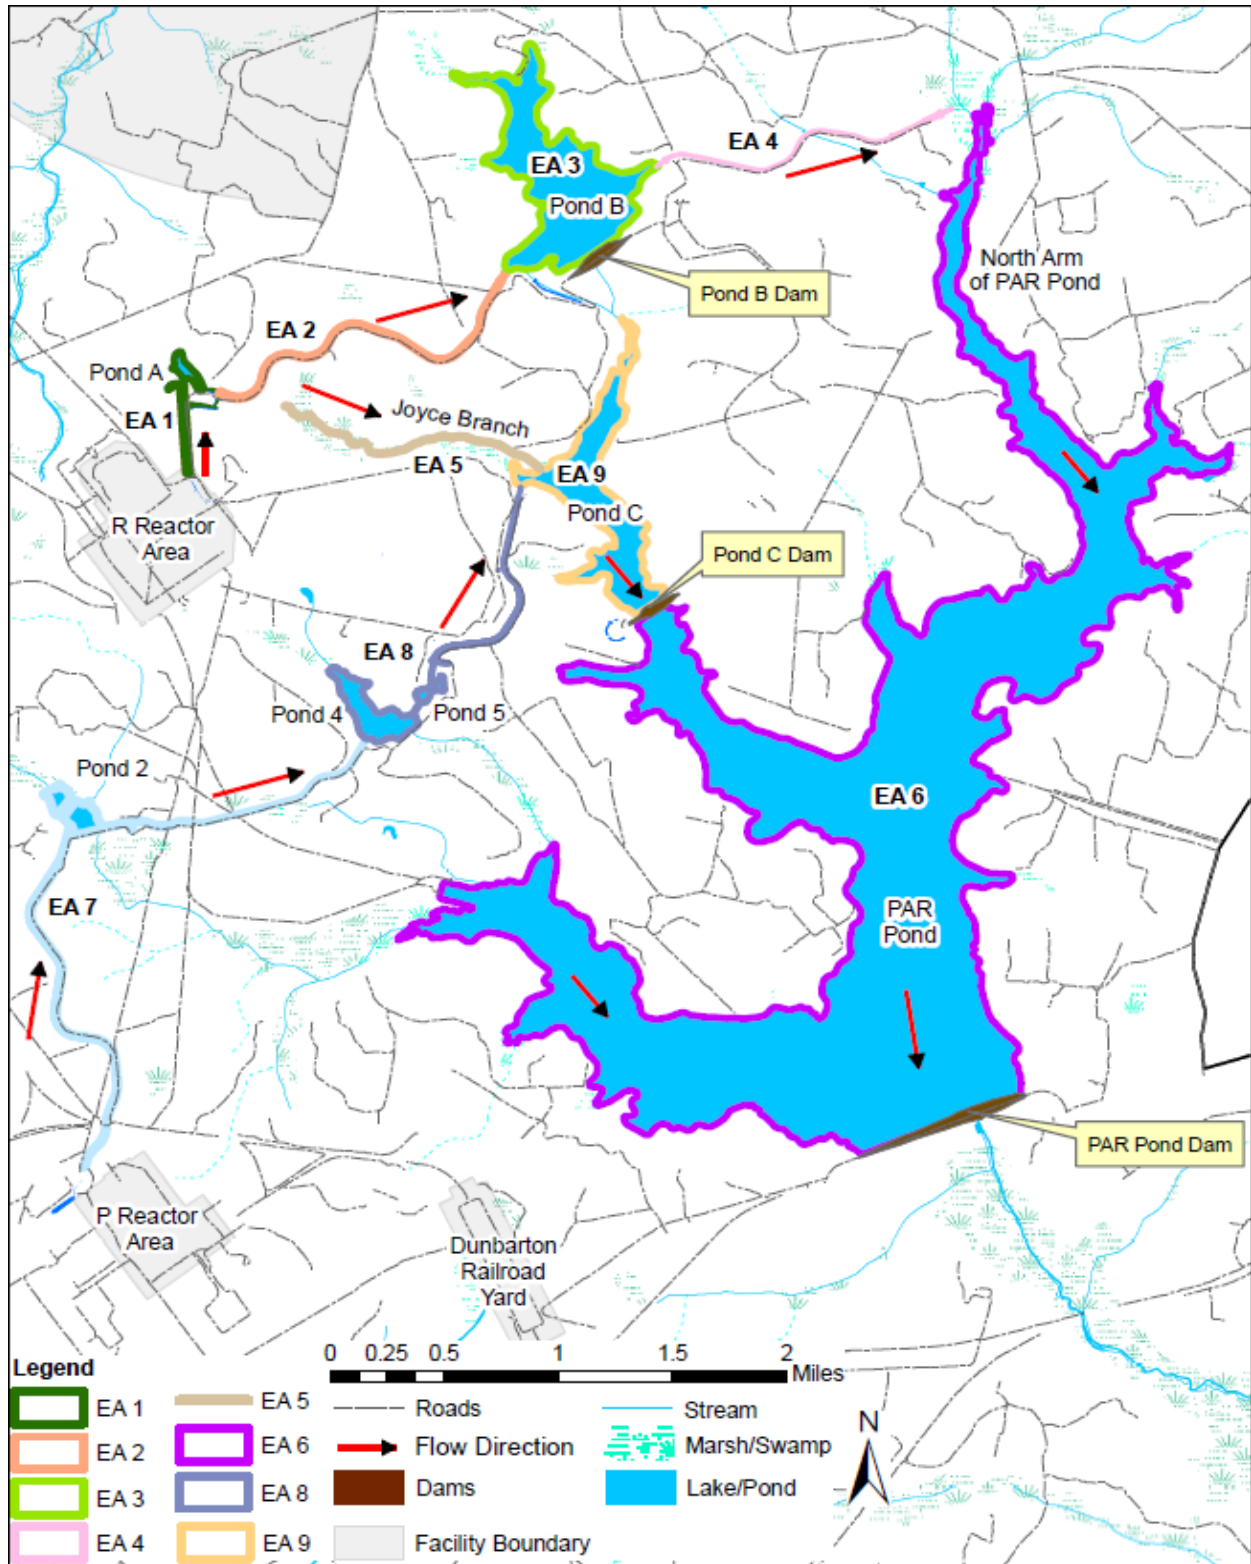 EA 4
EA 3
Pond B
North Arm
of PAR Pond
Pond B Dam
EA 2
Pond A
EA 1
Joyce Branch
EA 5
EA 9
Pond C
R Reactor
Area
Pond C Dam
EA 8
Pond 4
Pond 5
Pond 2
EA 6
EA 7
PAR
Pond
PAR Pond Dam
P Reactor
Area
Dunbarton
Railroad
Yard
Legend
0 0.25 0.5 1 1.5 2
Miles
EA 1
EA 2
EA 3
EA 4
EA 5
EA 6
EA 8
EA 9
Roads
Flow Direction
Dams
Facility Boundary
Stream
Marsh/Swamp
Lake/Pond
N